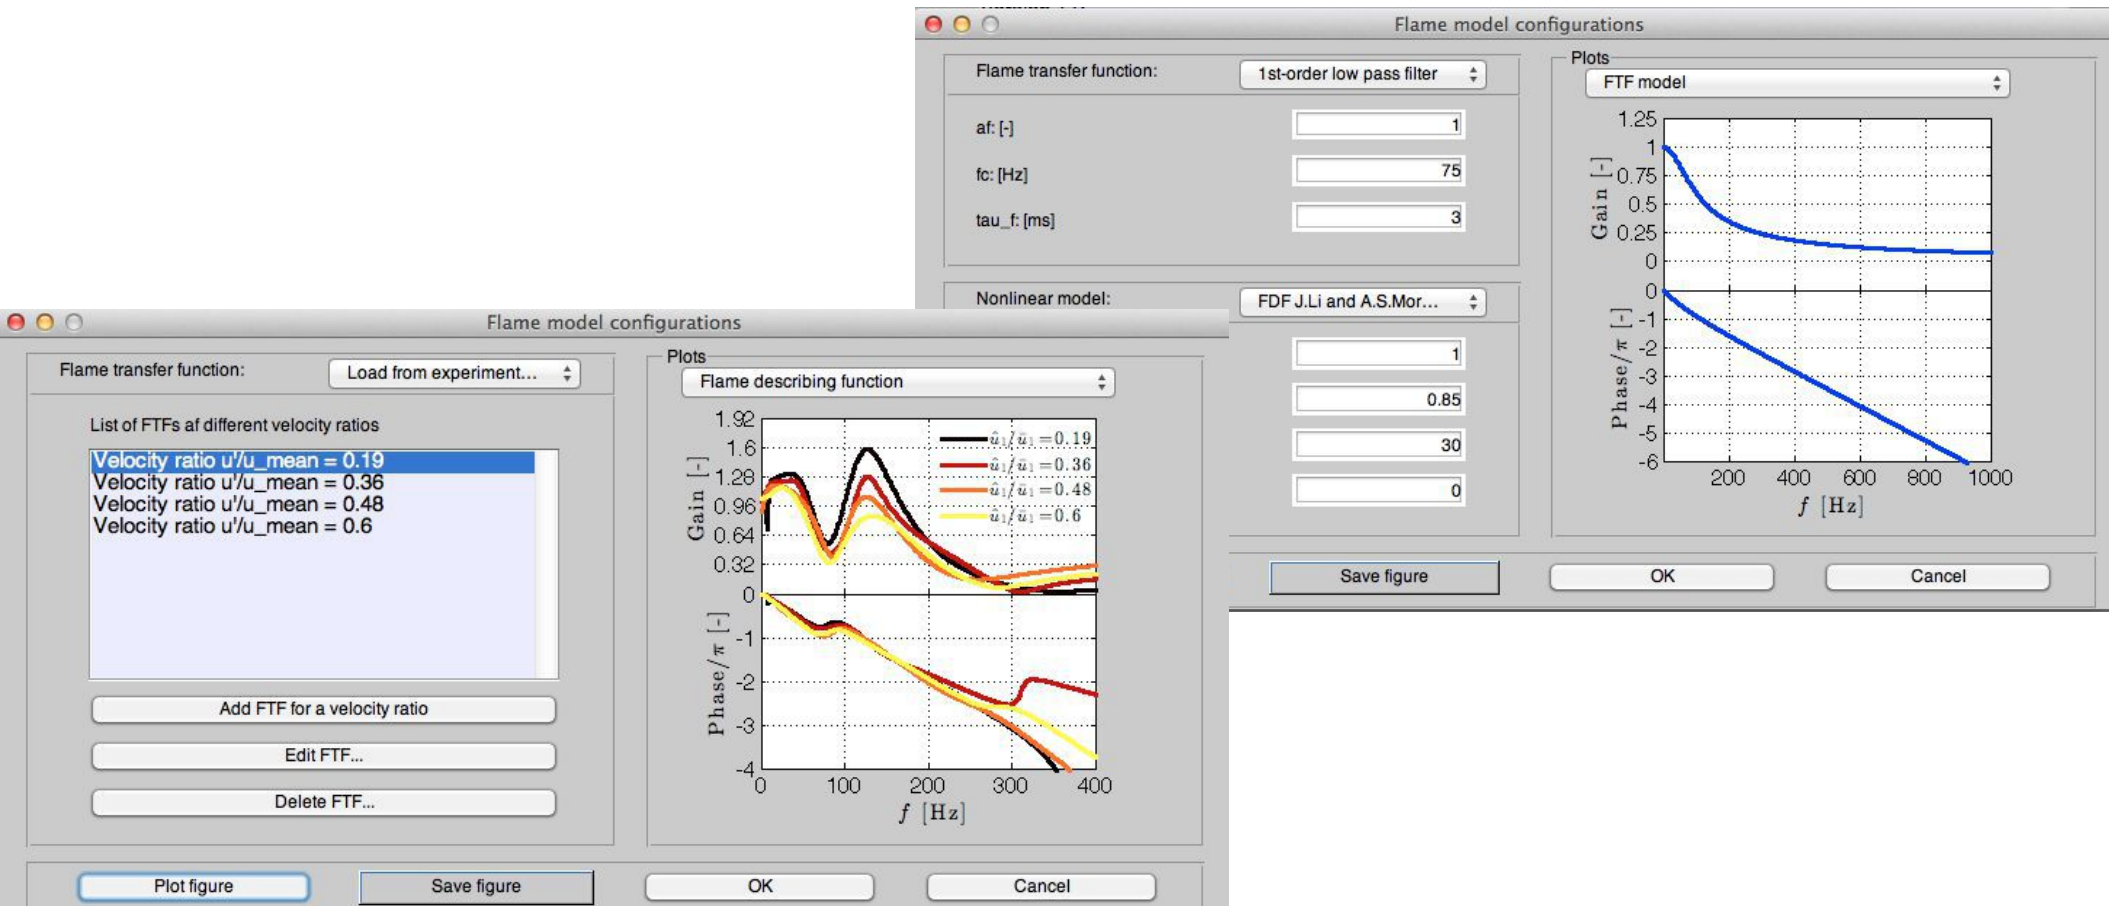 Flame model configurations
Flame transfer function:
1st-order low pass filter
af: [-]
1
fc: [Hz]
75
tau_f: [ms]
3
Nonlinear model:
FDF J.Li and A.S.Mor...
1
0.85
30
0
Plots
FTF model
1.25
1
0.75
0.5
0.25
0
Gain [-]
0
-1
-2
-3
-4
-5
-6
Phase/π [-]
200 400 600 800 1000
f [Hz]
Save figure
OK
Cancel
Flame model configurations
Flame transfer function:
Load from experiment...
List of FTFs af different velocity ratios
Velocity ratio u'/u_mean = 0.19
Velocity ratio u'/u_mean = 0.36
Velocity ratio u'/u_mean = 0.48
Velocity ratio u'/u_mean = 0.6
Add FTF for a velocity ratio
Edit FTF...
Delete FTF...
Plots
Flame describing function
1.92
1.6
1.28
0.96
0.64
0.32
0
Gain [-]
û₁/ū₁=0.19
û₁/ū₁=0.36
û₁/ū₁=0.48
û₁/ū₁=0.6
-1
-2
-3
-4
Phase/π [-]
0 100 200 300 400
f [Hz]
Plot figure
Save figure
OK
Cancel